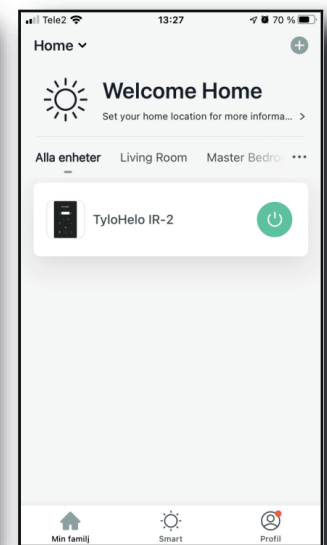 Tele2 13:27 70 %
Home
Welcome Home
Set your home location for more informa...
Alla enheter Living Room Master Bedro
TyloHelo IR-2
Min familj Smart Profil